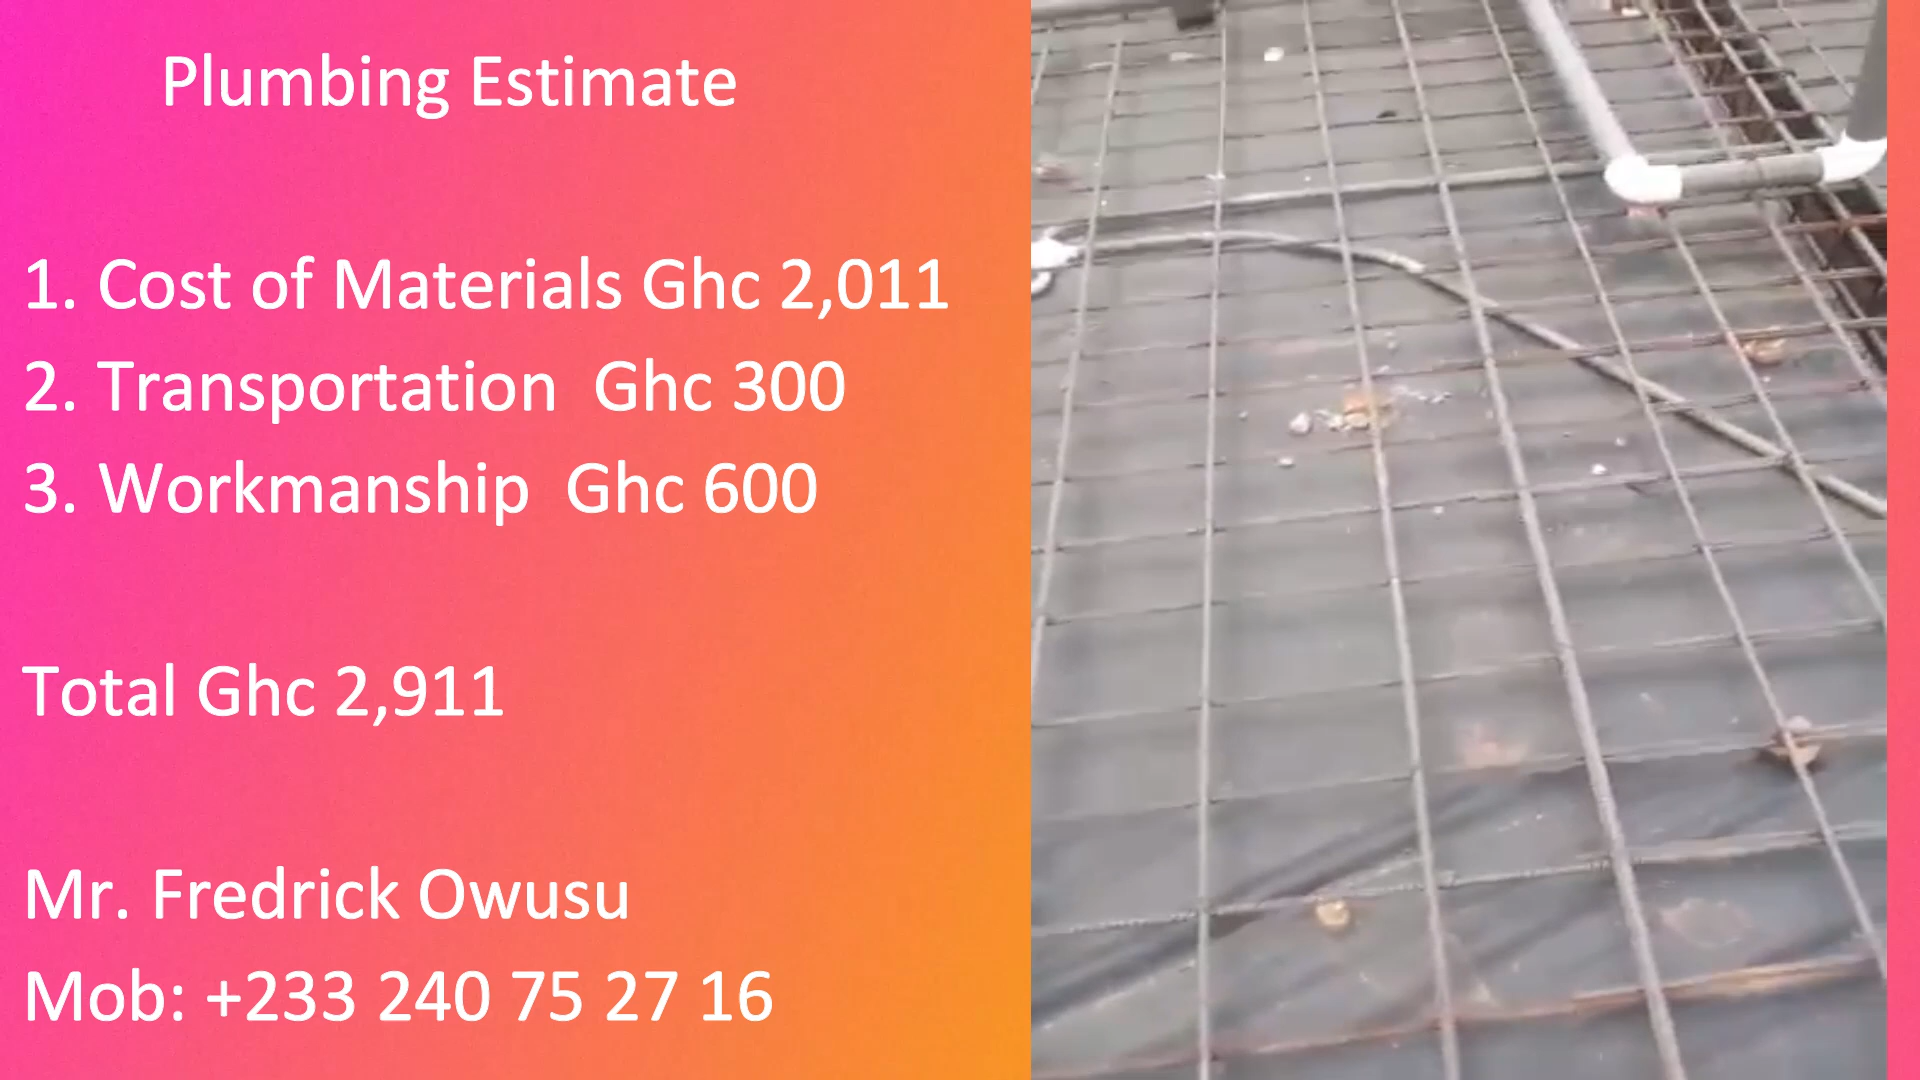 Plumbing Estimate
1. Cost of Materials Ghc 2,011
2. Transportation  Ghc 300
3. Workmanship  Ghc 600
Total Ghc 2,911
Mr. Fredrick Owusu
Mob: +233 240 75 27 16